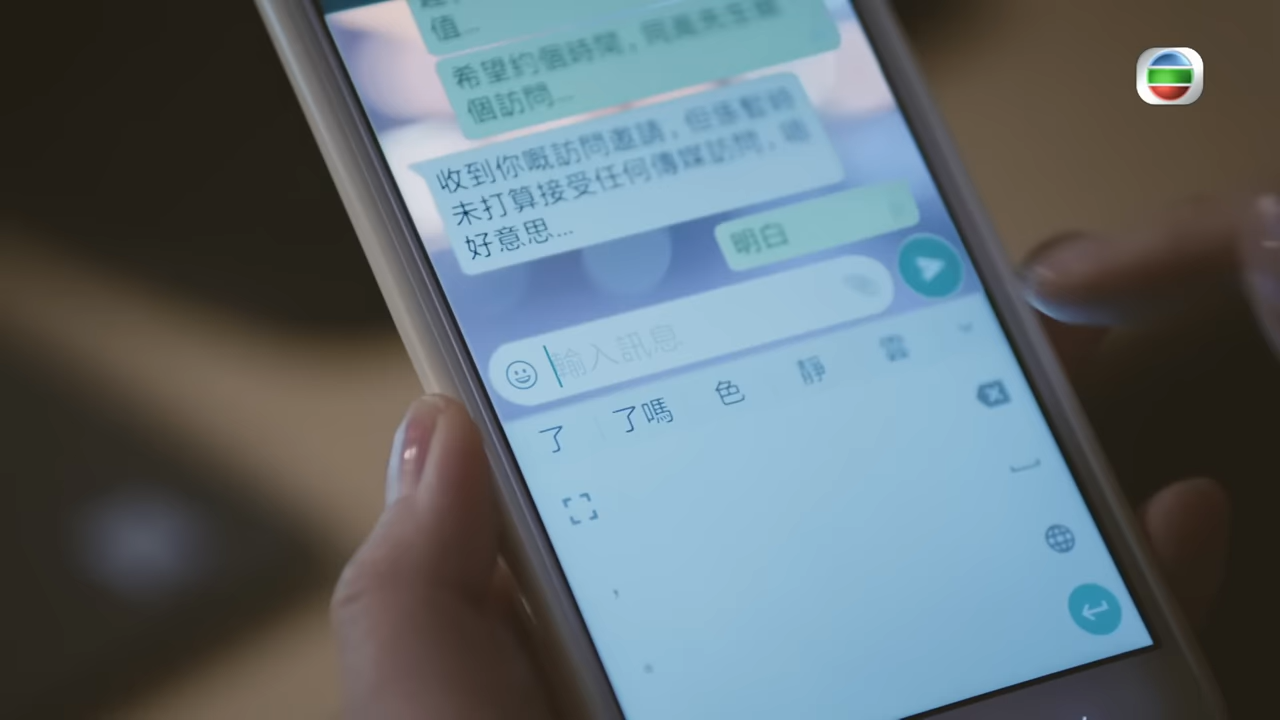 值...
希望約個時間，同萬先生做
個訪問...
收到你嘅訪問邀請，但係暫時
未打算接受任何傳媒訪問，唔
好意思...
明白
輸入訊息
了 了嗎 色 靜 雲
,
。